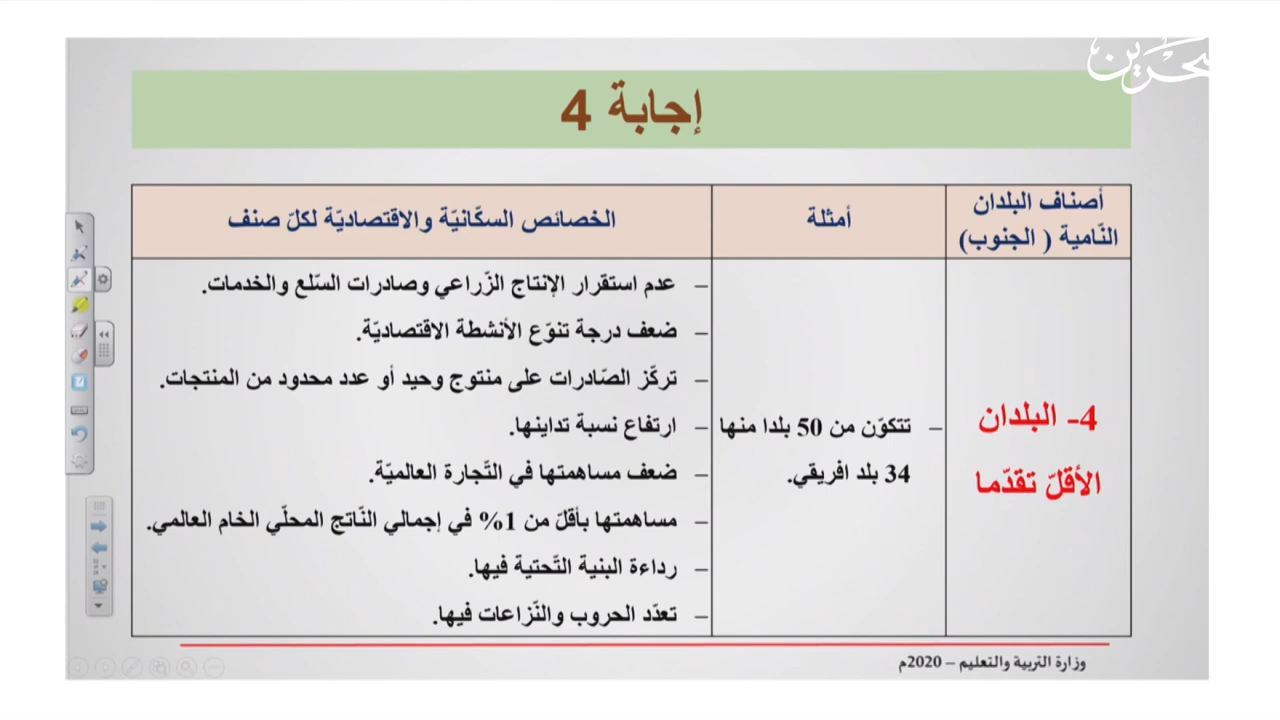 البحرين
إجابة 4
أصناف البلدان
النّامية ( الجنوب)
أمثلة
الخصائص السكّانيّة والاقتصاديّة لكلّ صنف
4- البلدان
الأقلّ تقدّما
– تتكوّن من 50 بلدا منها
34 بلد افريقي.
– عدم استقرار الإنتاج الزّراعي وصادرات السّلع والخدمات.
– ضعف درجة تنوّع الأنشطة الاقتصاديّة.
– تركّز الصّادرات على منتوج وحيد أو عدد محدود من المنتجات.
– ارتفاع نسبة تداينها.
– ضعف مساهمتها في التّجارة العالميّة.
– مساهمتها بأقلّ من 1% في إجمالي النّاتج المحلّي الخام العالمي.
– رداءة البنية التّحتية فيها.
– تعدّد الحروب والنّزاعات فيها.
وزارة التربية والتعليم – 2020م